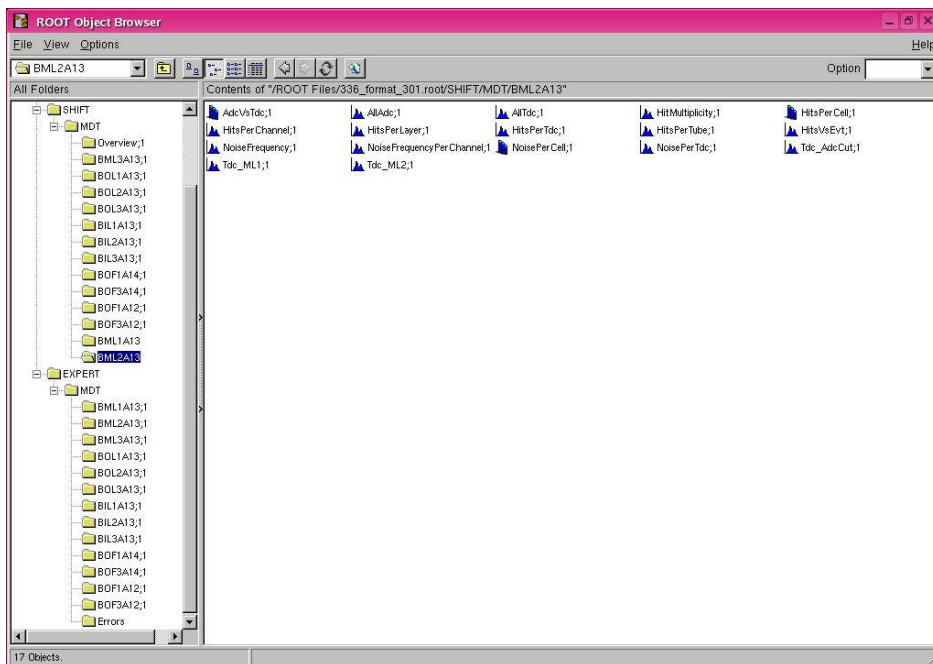 ROOT Object Browser
File View Options Help
BML2A13 Option
All Folders Contents of "/ROOT Files/336_format_301.root/SHIFT/MDT/BML2A13"
SHIFT
MDT
Overview;1
BML3A13;1
BOL1A13;1
BOL2A13;1
BOL3A13;1
BIL1A13;1
BIL2A13;1
BIL3A13;1
BOF1A14;1
BOF3A14;1
BOF1A12;1
BOF3A12;1
BML1A13
BML2A13
EXPERT
MDT
BML1A13;1
BML2A13;1
BML3A13;1
BOL1A13;1
BOL2A13;1
BOL3A13;1
BIL1A13;1
BIL2A13;1
BIL3A13;1
BOF1A14;1
BOF3A14;1
BOF1A12;1
BOF3A12;1
Errors
AdcVsTdc;1 AllAdc;1 AllTdc;1 HitMultiplicity;1 HitsPerCell;1
HitsPerChannel;1 HitsPerLayer;1 HitsPerTdc;1 HitsPerTube;1 HitsVsEvt;1
NoiseFrequency;1 NoiseFrequencyPerChannel;1 NoisePerCell;1 NoisePerTdc;1 Tdc_AdcCut;1
Tdc_ML1;1 Tdc_ML2;1
17 Objects.